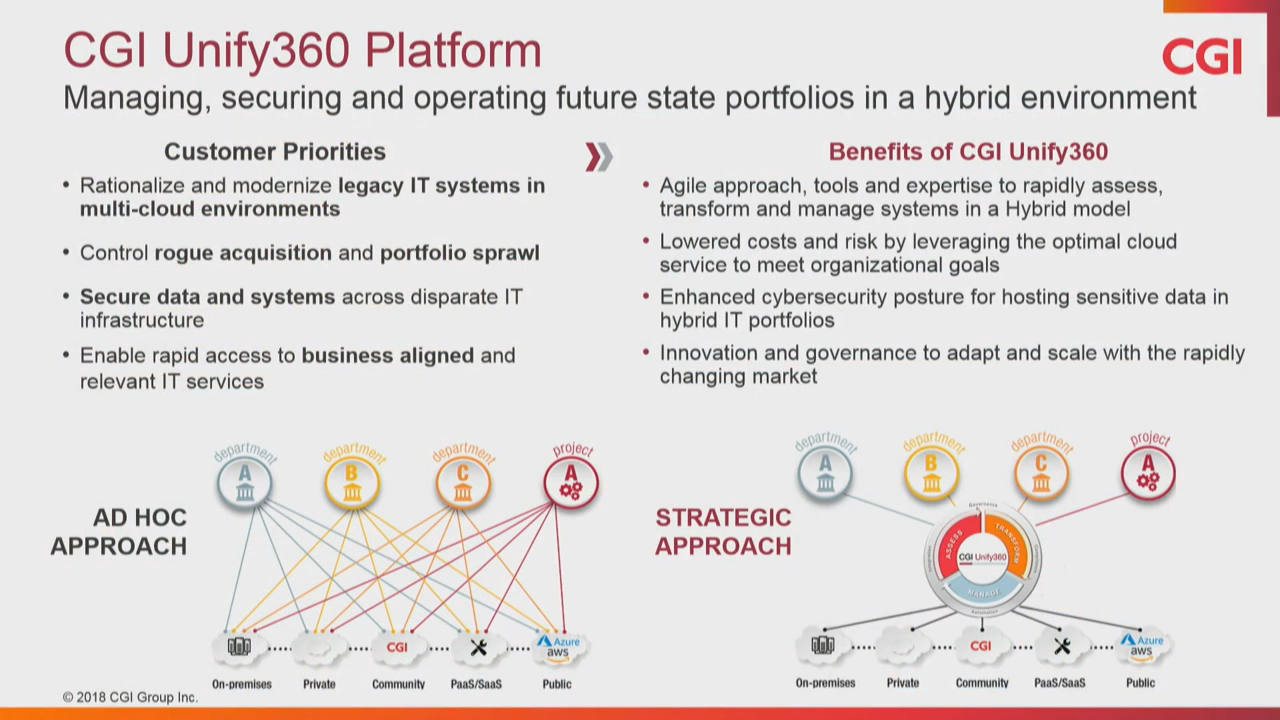 CGI Unify360 Platform
CGI
Managing, securing and operating future state portfolios in a hybrid environment
Customer Priorities
• Rationalize and modernize legacy IT systems in
multi-cloud environments
• Control rogue acquisition and portfolio sprawl
• Secure data and systems across disparate IT
infrastructure
• Enable rapid access to business aligned and
relevant IT services
Benefits of CGI Unify360
• Agile approach, tools and expertise to rapidly assess,
transform and manage systems in a Hybrid model
• Lowered costs and risk by leveraging the optimal cloud
service to meet organizational goals
• Enhanced cybersecurity posture for hosting sensitive data in
hybrid IT portfolios
• Innovation and governance to adapt and scale with the rapidly
changing market
AD HOC
APPROACH
department
A
department
B
department
C
project
A
CGI
Azure
aws
On-premises
Private
Community
PaaS/SaaS
Public
STRATEGIC
APPROACH
department
A
department
B
department
C
project
A
Governance
ASSESS
TRANSFORM
CGI Unify360
MANAGE
Automation
CGI
Azure
aws
On-premises
Private
Community
PaaS/SaaS
Public
© 2018 CGI Group Inc.